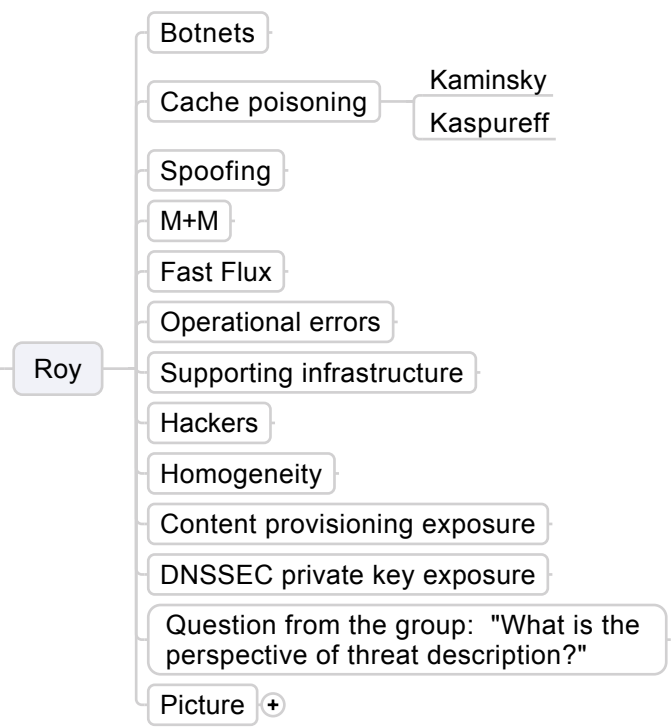 Botnets
Kaminsky
Cache poisoning
Kaspureff
Spoofing
M+M
Fast Flux
Operational errors
Roy
Supporting infrastructure
Hackers
Homogeneity
Content provisioning exposure
DNSSEC private key exposure
Question from the group:  "What is the
perspective of threat description?"
Picture